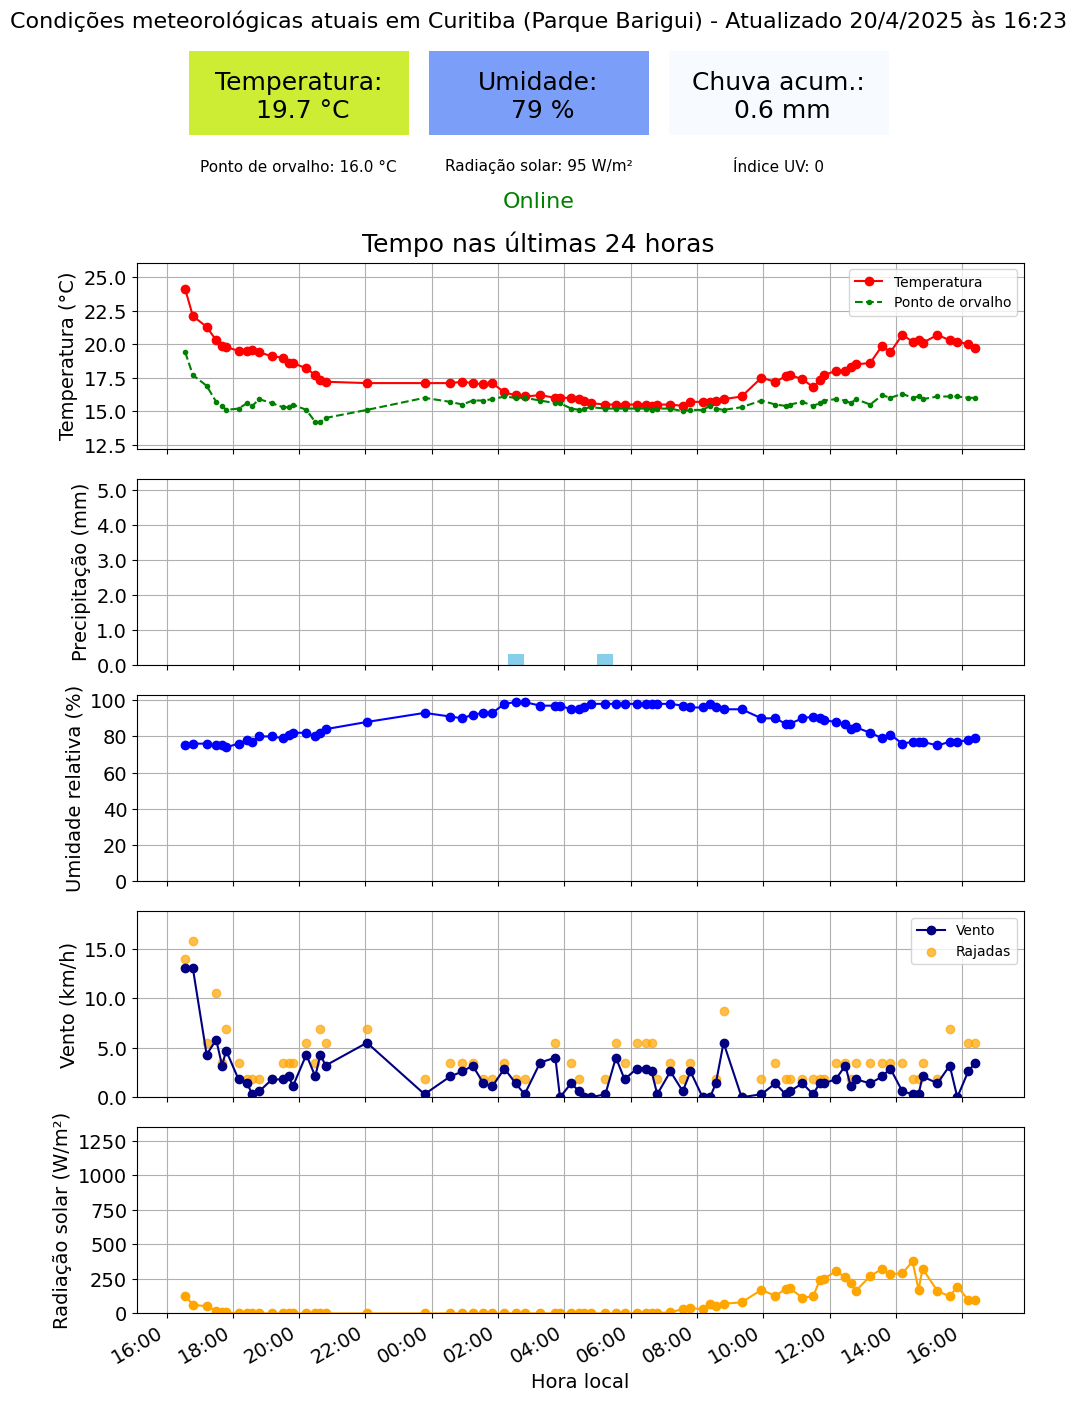 Condições meteorológicas atuais em Curitiba (Parque Barigui) - Atualizado 20/4/2025 às 16:23
Temperatura:
19.7 °C
Umidade:
79 %
Chuva acum.:
0.6 mm
Ponto de orvalho: 16.0 °C
Radiação solar: 95 W/m²
Índice UV: 0
Online
Tempo nas últimas 24 horas
Temperatura (°C)
25.0
22.5
20.0
17.5
15.0
12.5
Temperatura
Ponto de orvalho
Precipitação (mm)
5.0
4.0
3.0
2.0
1.0
0.0
Umidade relativa (%)
100
80
60
40
20
0
Vento (km/h)
15.0
10.0
5.0
0.0
Vento
Rajadas
Radiação solar (W/m²)
1250
1000
750
500
250
0
16:00
18:00
20:00
22:00
00:00
02:00
04:00
06:00
08:00
10:00
12:00
14:00
16:00
Hora local